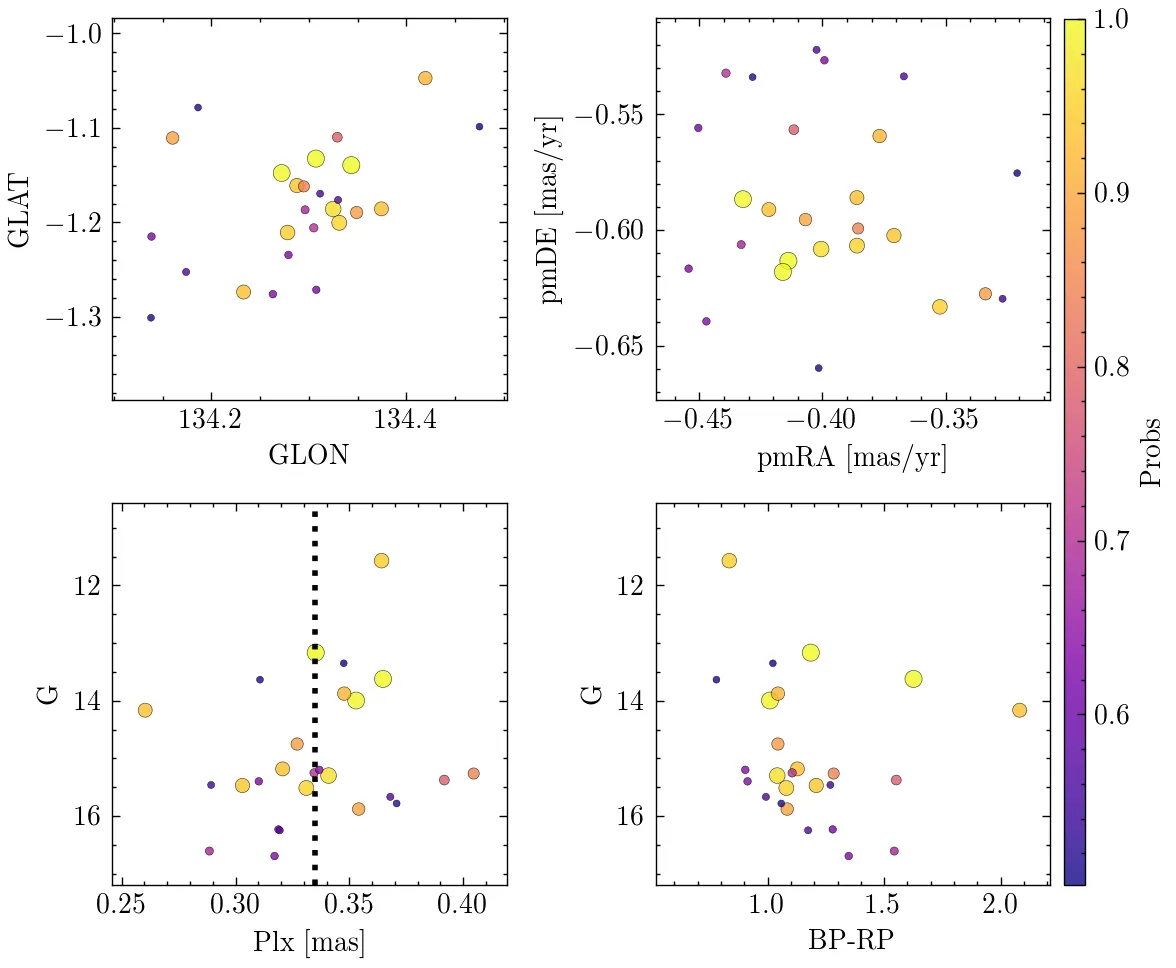 −1.0
−1.1
−1.2
−1.3
GLAT
134.2 134.4
GLON
−0.55
−0.60
−0.65
pmDE [mas/yr]
−0.45 −0.40 −0.35
pmRA [mas/yr]
1.0
0.9
0.8
0.7
0.6
Probs
12
14
16
G
0.25 0.30 0.35 0.40
Plx [mas]
12
14
16
G
1.0 1.5 2.0
BP-RP